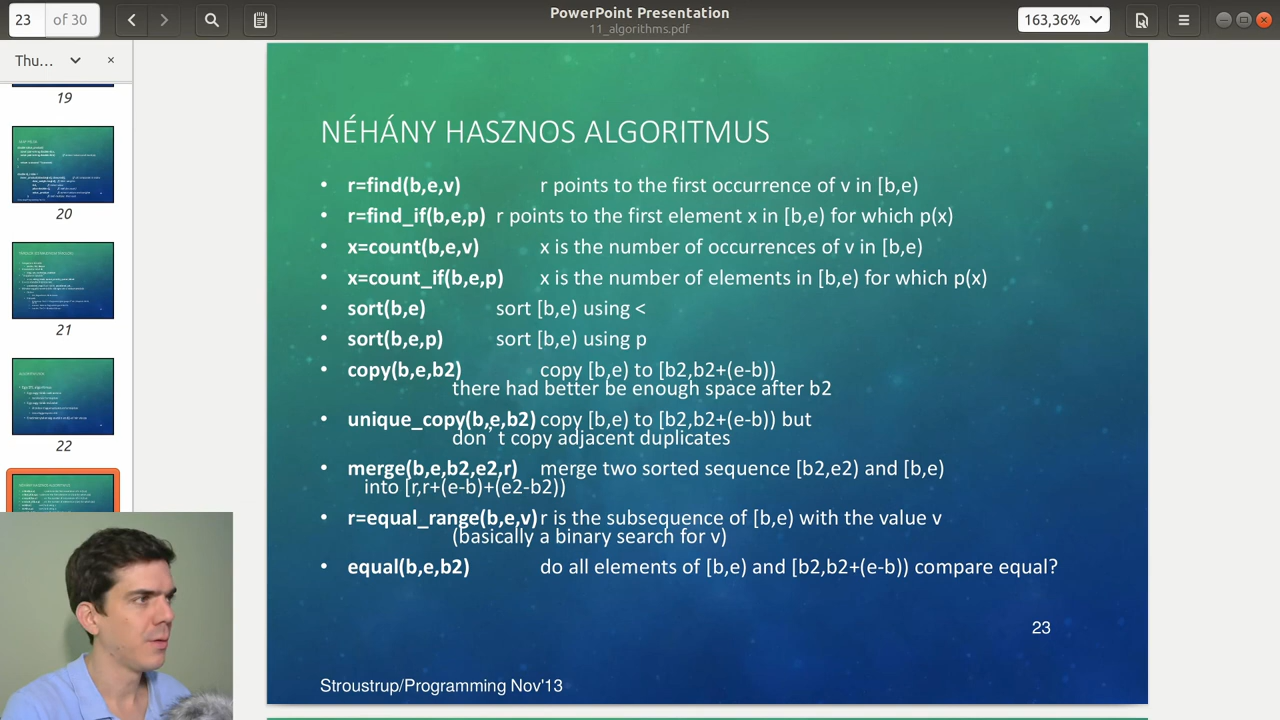 23 of 30
PowerPoint Presentation
11_algorithms.pdf
163,36%
Thu...
19
20
21
22
NÉHÁNY HASZNOS ALGORITMUS
• r=find(b,e,v) r points to the first occurrence of v in [b,e)
• r=find_if(b,e,p) r points to the first element x in [b,e) for which p(x)
• x=count(b,e,v) x is the number of occurrences of v in [b,e)
• x=count_if(b,e,p) x is the number of elements in [b,e) for which p(x)
• sort(b,e) sort [b,e) using <
• sort(b,e,p) sort [b,e) using p
• copy(b,e,b2) copy [b,e) to [b2,b2+(e-b))
there had better be enough space after b2
• unique_copy(b,e,b2) copy [b,e) to [b2,b2+(e-b)) but
don't copy adjacent duplicates
• merge(b,e,b2,e2,r) merge two sorted sequence [b2,e2) and [b,e)
into [r,r+(e-b)+(e2-b2))
• r=equal_range(b,e,v) r is the subsequence of [b,e) with the value v
(basically a binary search for v)
• equal(b,e,b2) do all elements of [b,e) and [b2,b2+(e-b)) compare equal?
23
Stroustrup/Programming Nov'13